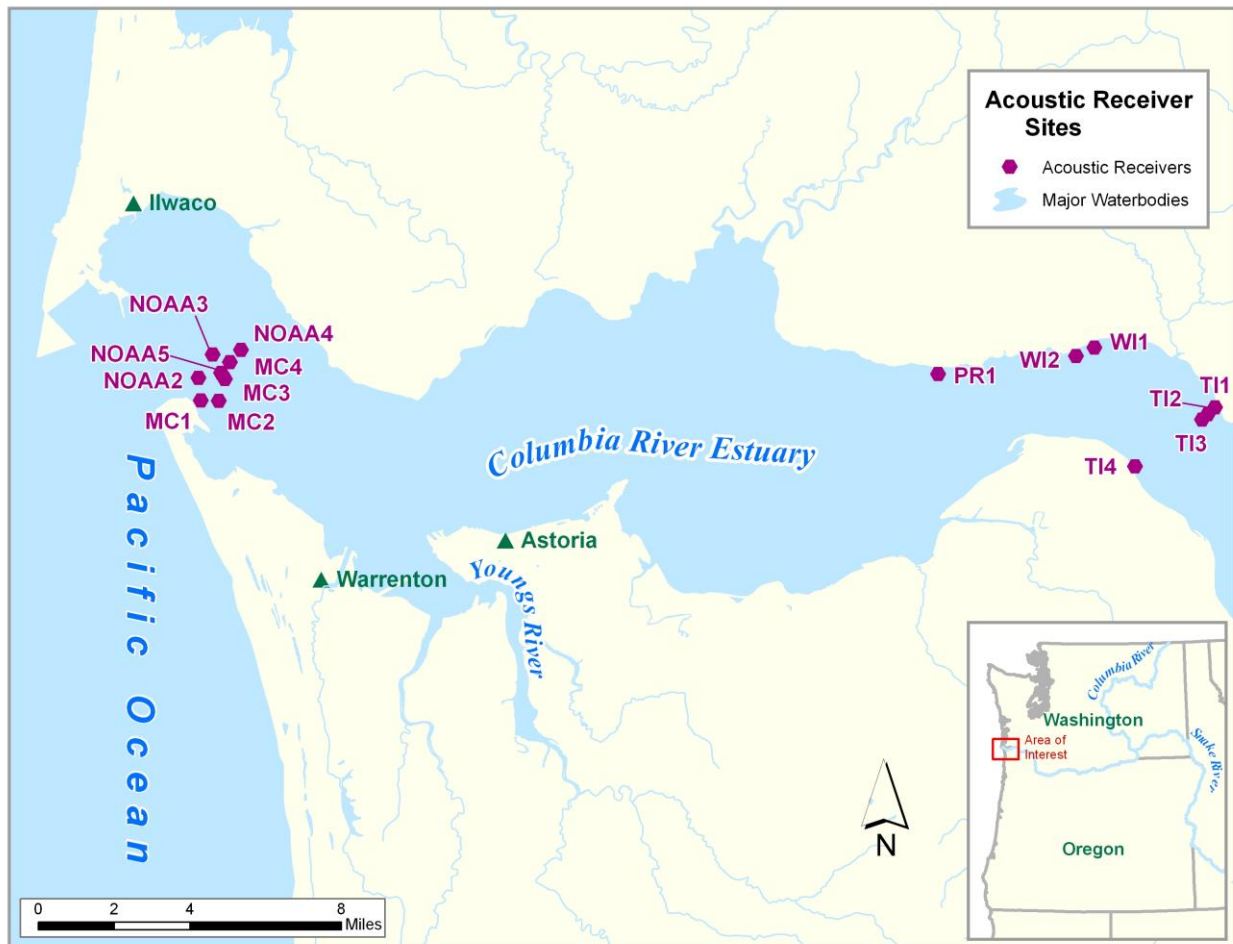 Acoustic Receiver
Sites
Acoustic Receivers
Major Waterbodies
Ilwaco
NOAA3
NOAA4
NOAA5
MC4
NOAA2
MC3
MC1
MC2
WI1
WI2
PR1
TI1
TI2
TI3
TI4
Columbia River Estuary
Pacific Ocean
Astoria
Warrenton
Youngs River
N
0 2 4 8
Miles
Columbia River
Washington
Snake River
Area of
Interest
Oregon